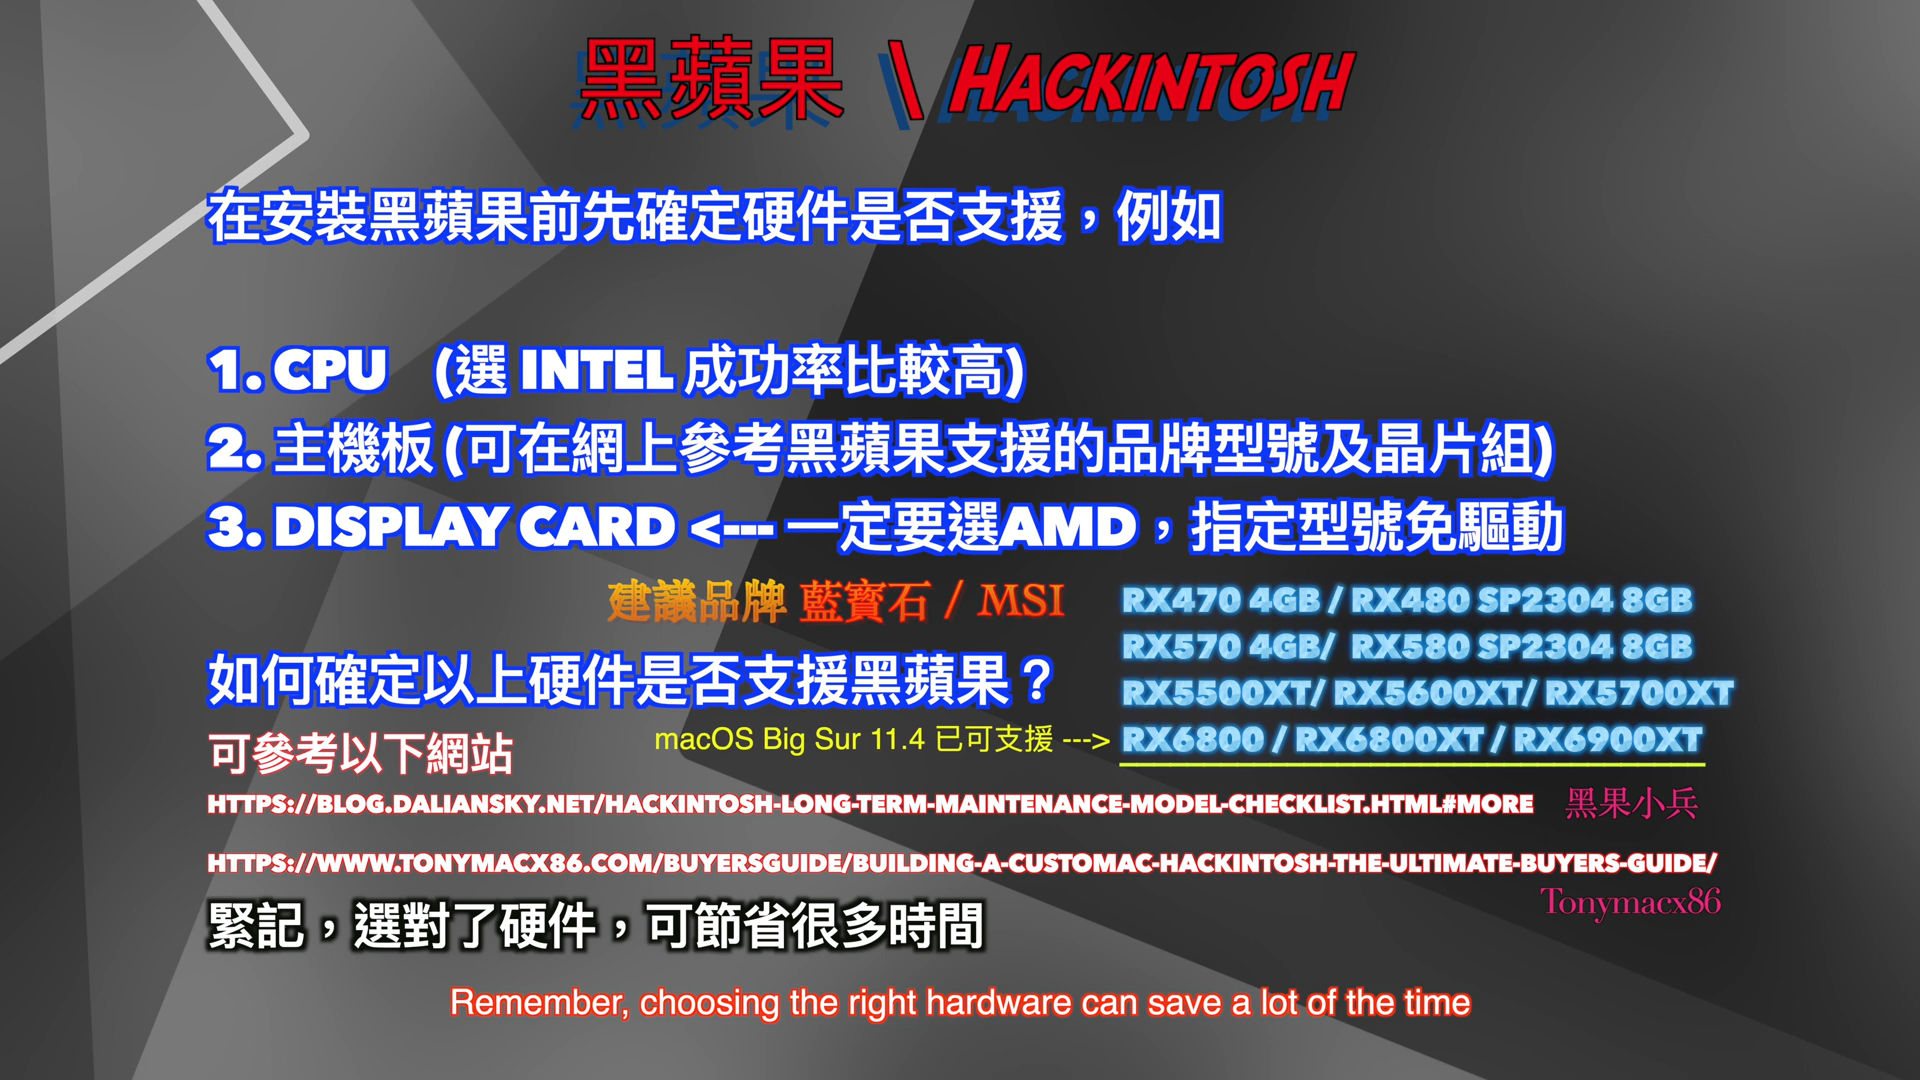 黑蘋果 \ HACKINTOSH
在安裝黑蘋果前先確定硬件是否支援，例如
1. CPU (選 INTEL 成功率比較高)
2. 主機板 (可在網上參考黑蘋果支援的品牌型號及晶片組)
3. DISPLAY CARD <--- 一定要選AMD，指定型號免驅動
建議品牌 藍寶石 / MSI
RX470 4GB / RX480 SP2304 8GB
RX570 4GB/ RX580 SP2304 8GB
RX5500XT/ RX5600XT/ RX5700XT
如何確定以上硬件是否支援黑蘋果？
macOS Big Sur 11.4 已可支援 ---> RX6800 / RX6800XT / RX6900XT
可參考以下網站
HTTPS://BLOG.DALIANSKY.NET/HACKINTOSH-LONG-TERM-MAINTENANCE-MODEL-CHECKLIST.HTML#MORE 黑果小兵
HTTPS://WWW.TONYMACX86.COM/BUYERSGUIDE/BUILDING-A-CUSTOMAC-HACKINTOSH-THE-ULTIMATE-BUYERS-GUIDE/
Tonymacx86
緊記，選對了硬件，可節省很多時間
Remember, choosing the right hardware can save a lot of the time